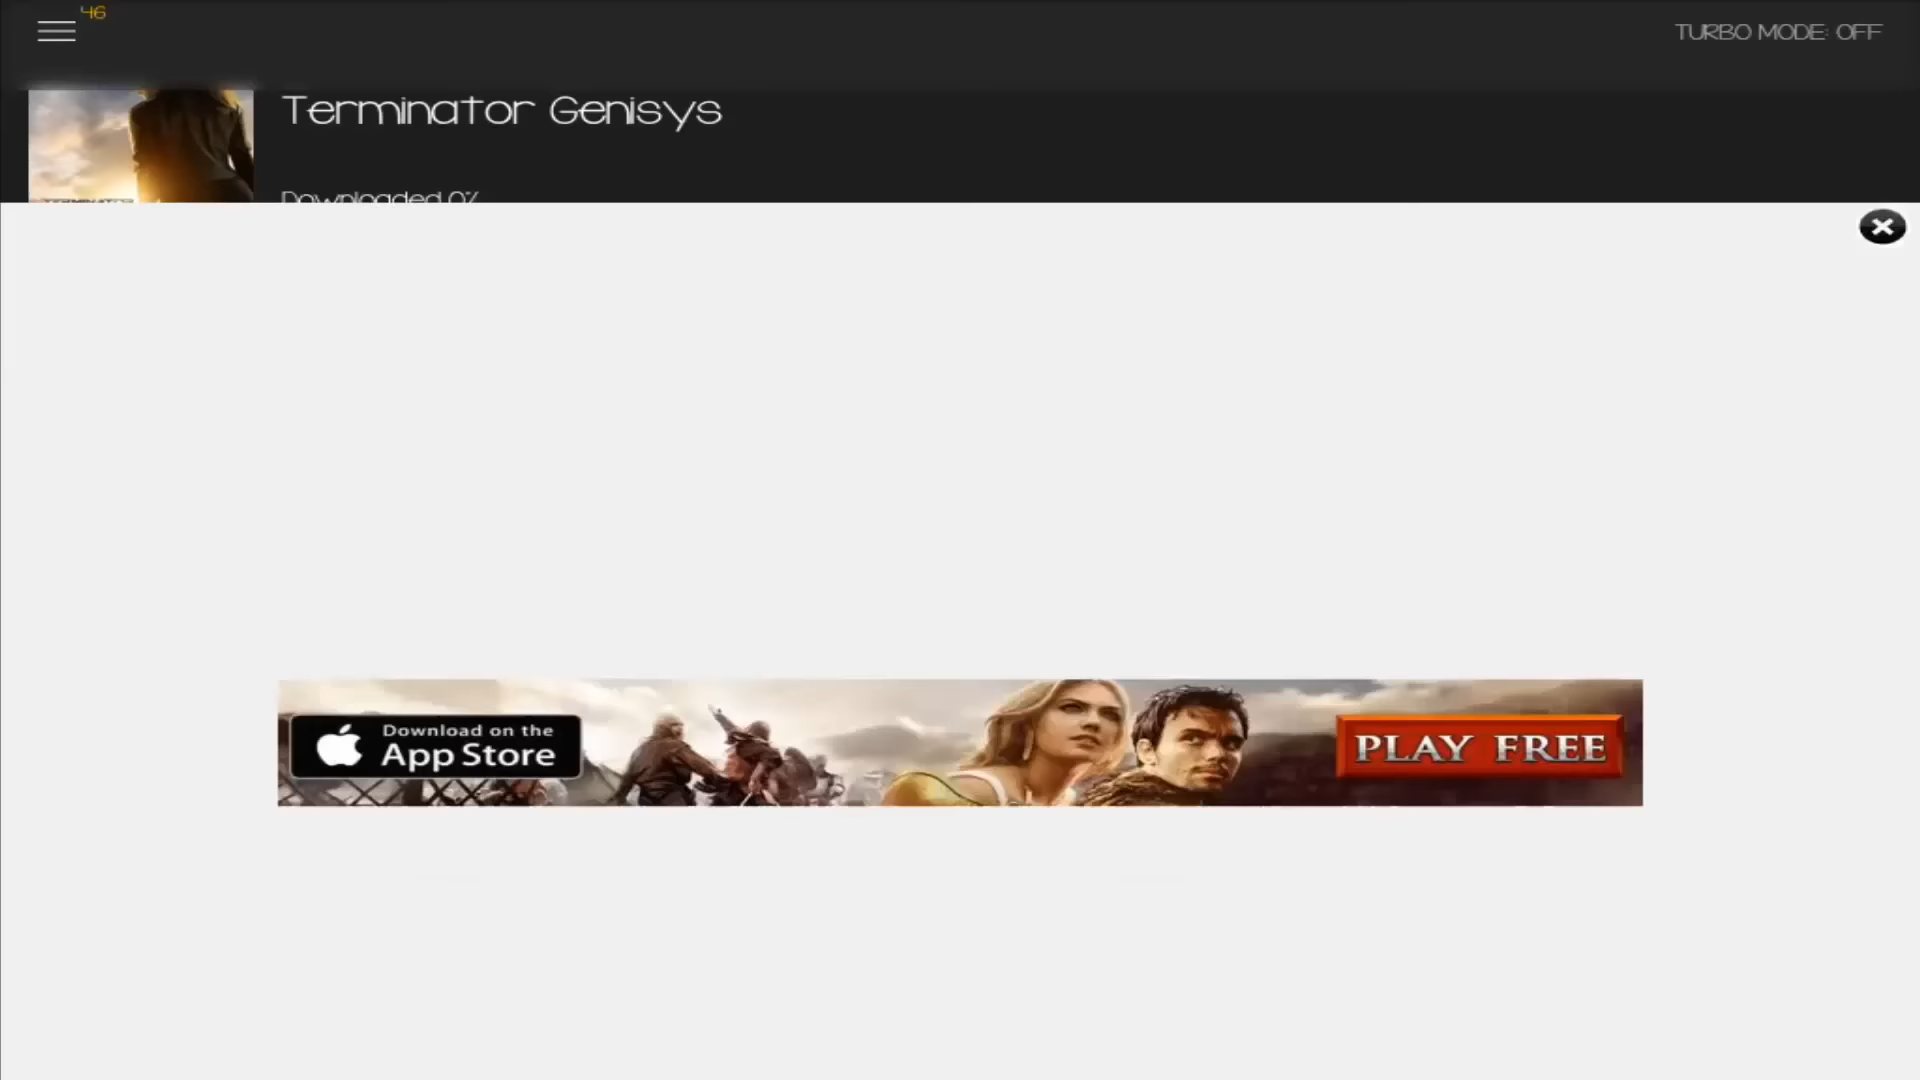 46
TURBO MODE: OFF
Terminator Genisys
Downloaded 0%
Download on the
App Store
PLAY FREE